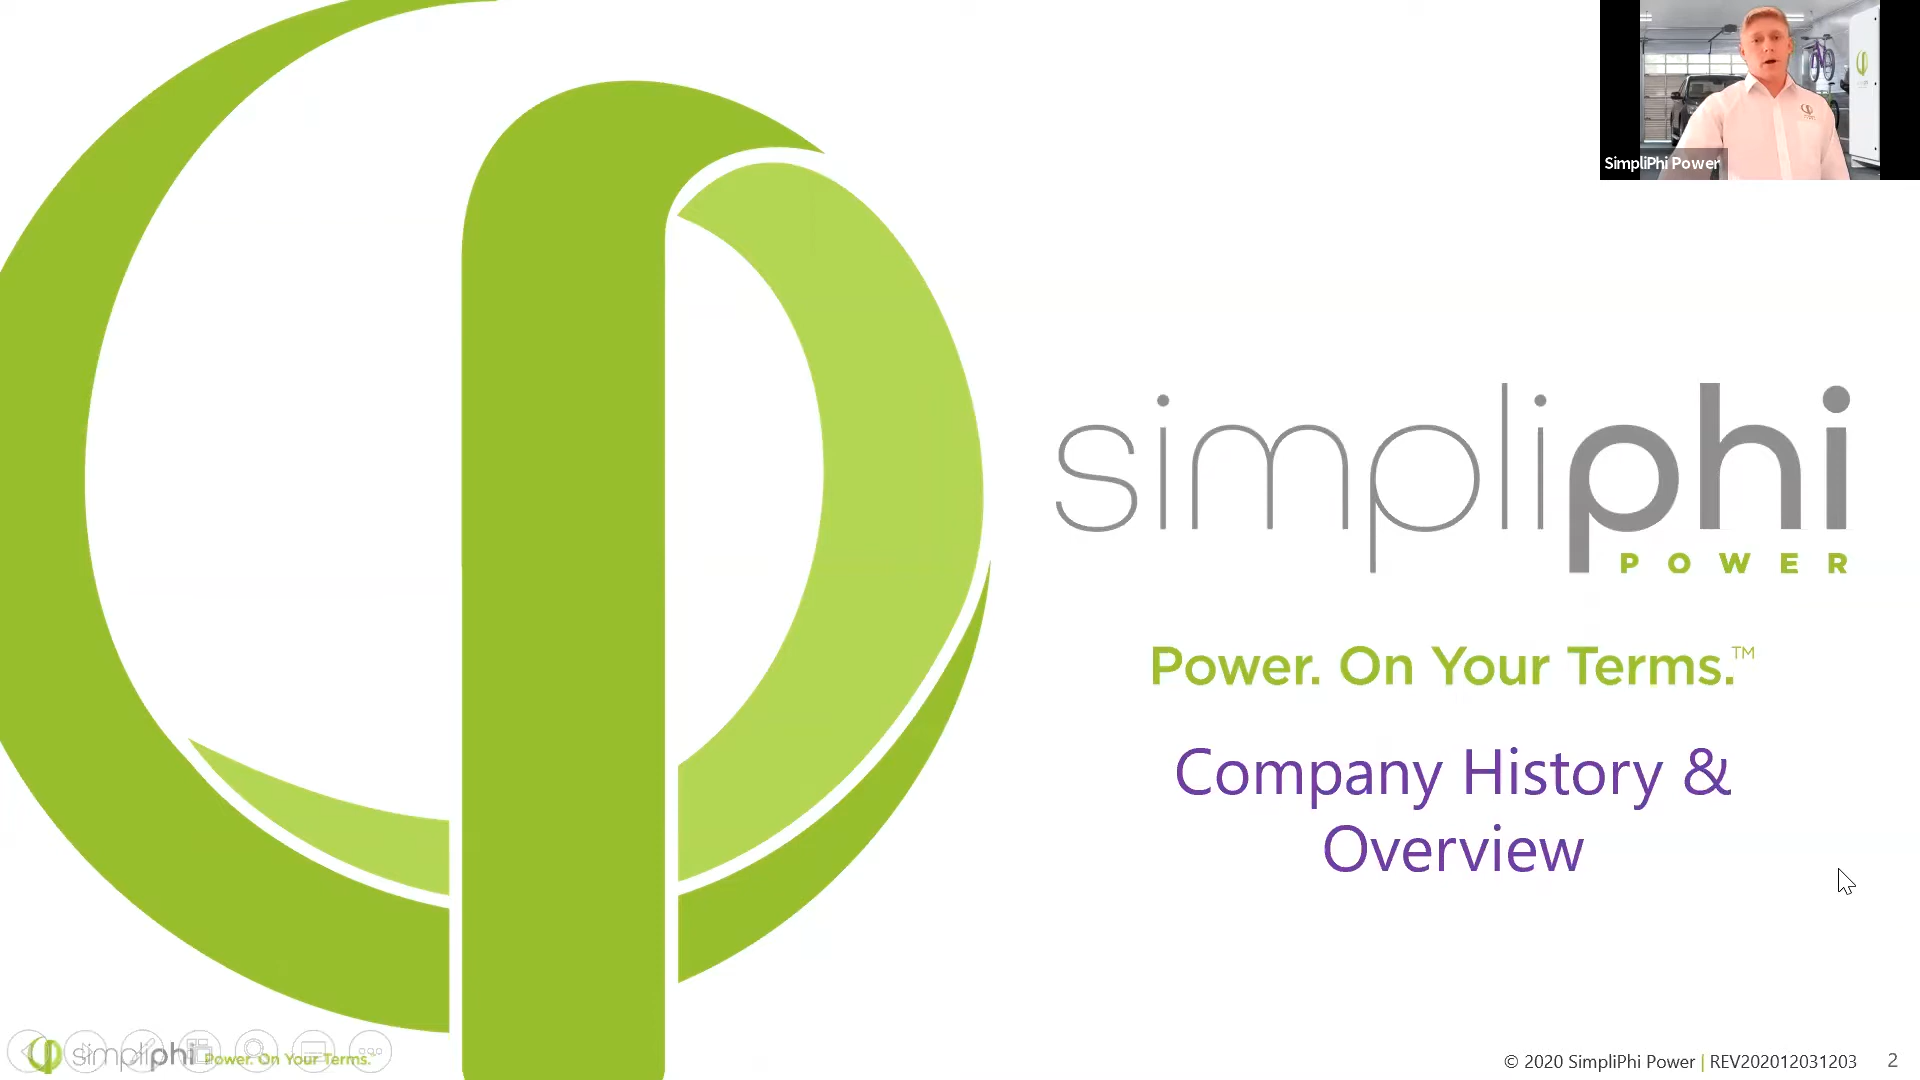 SimpliPhi Power
simpliphi
POWER
Power. On Your Terms.™
Company History &
Overview
simpliphi Power. On Your Terms.™
© 2020 SimpliPhi Power | REV202012031203 2